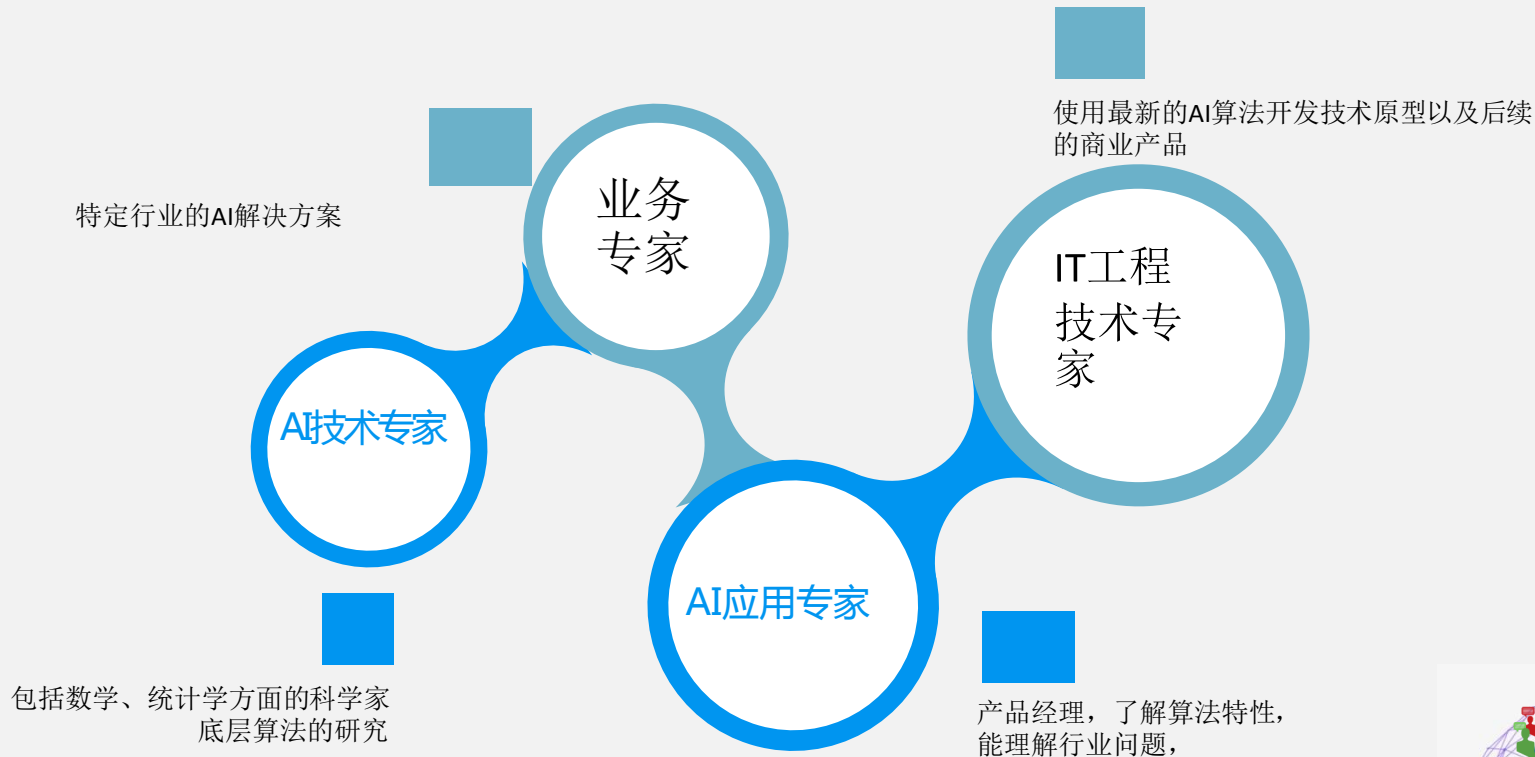 使用最新的AI算法开发技术原型以及后续
的商业产品
业务
专家
特定行业的AI解决方案
IT工程
技术专
家
AI技术专家
AI应用专家
包括数学、统计学方面的科学家
底层算法的研究
产品经理，了解算法特性，
能理解行业问题，